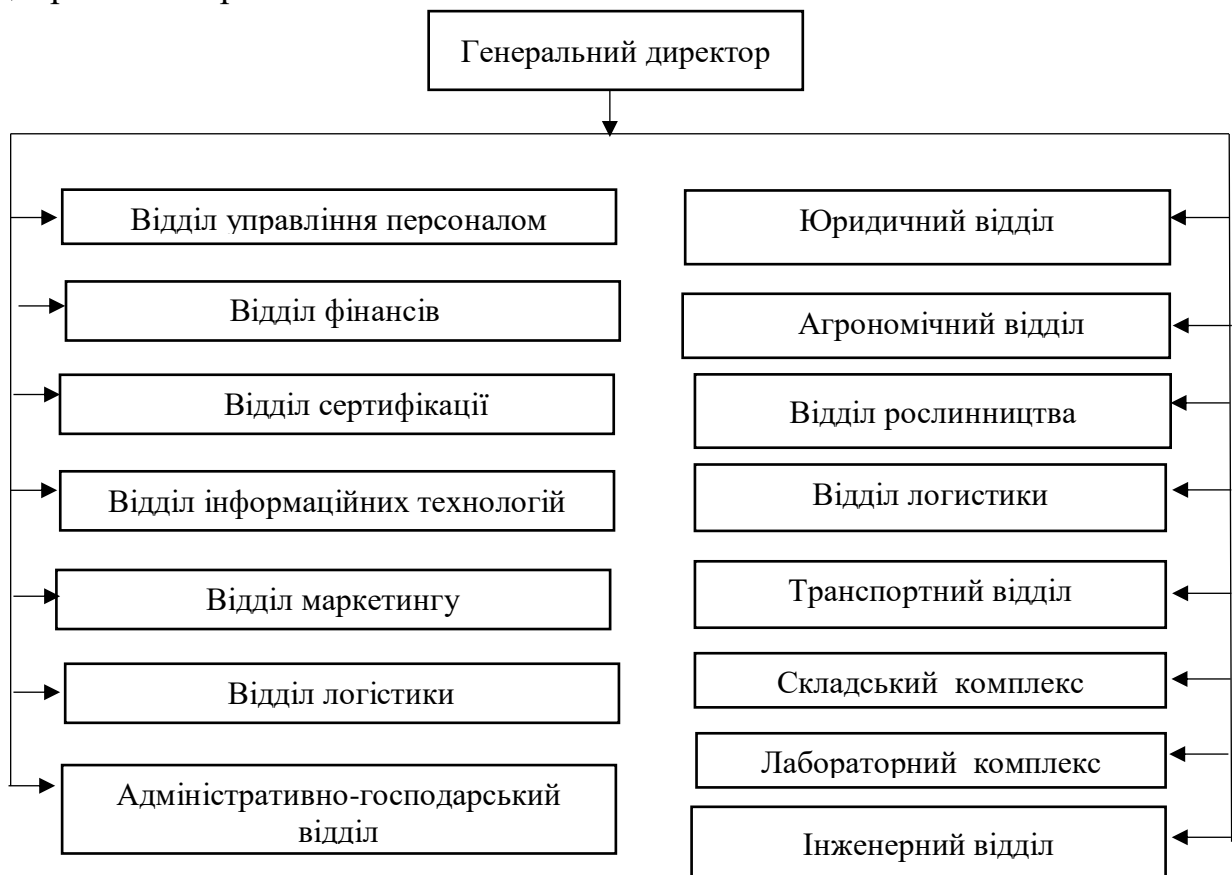 Генеральний директор
Відділ управління персоналом
Відділ фінансів
Відділ сертифікації
Відділ інформаційних технологій
Відділ маркетингу
Відділ логістики
Адміністративно-господарський
відділ
Юридичний відділ
Агрономічний відділ
Відділ рослинництва
Відділ логистики
Транспортний відділ
Складський комплекс
Лабораторний комплекс
Інженерний відділ